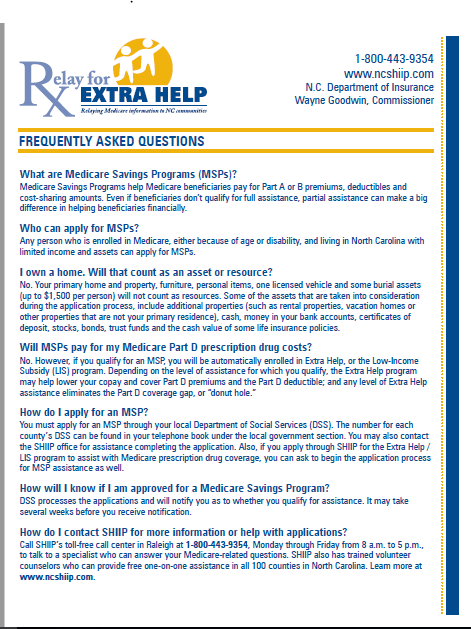 Relay for
Rx EXTRA HELP
Relaying Medicare information to NC communities
1-800-443-9354
www.ncshiip.com
N.C. Department of Insurance
Wayne Goodwin, Commissioner
FREQUENTLY ASKED QUESTIONS
What are Medicare Savings Programs (MSPs)?
Medicare Savings Programs help Medicare beneficiaries pay for Part A or B premiums, deductibles and
cost-sharing amounts. Even if beneficiaries don't qualify for full assistance, partial assistance can make a big
difference in helping beneficiaries financially.
Who can apply for MSPs?
Any person who is enrolled in Medicare, either because of age or disability, and living in North Carolina with
limited income and assets can apply for MSPs.
I own a home. Will that count as an asset or resource?
No. Your primary home and property, furniture, personal items, one licensed vehicle and some burial assets
(up to $1,500 per person) will not count as resources. Some of the assets that are taken into consideration
during the application process, include additional properties (such as rental properties, vacation homes or
other properties that are not your primary residence), cash, money in your bank accounts, certificates of
deposit, stocks, bonds, trust funds and the cash value of some life insurance policies.
Will MSPs pay for my Medicare Part D prescription drug costs?
No. However, if you qualify for an MSP, you will be automatically enrolled in Extra Help, or the Low-Income
Subsidy (LIS) program. Depending on the level of assistance for which you qualify, the Extra Help program
may help lower your copay and cover Part D premiums and the Part D deductible; and any level of Extra Help
assistance eliminates the Part D coverage gap, or "donut hole."
How do I apply for an MSP?
You must apply for an MSP through your local Department of Social Services (DSS). The number for each
county's DSS can be found in your telephone book under the local government section. You may also contact
the SHIIP office for assistance completing the application. Also, if you apply through SHIIP for the Extra Help /
LIS program to assist with Medicare prescription drug coverage, you can ask to begin the application process
for MSP assistance as well.
How will I know if I am approved for a Medicare Savings Program?
DSS processes the applications and will notify you as to whether you qualify for assistance. It may take
several weeks before you receive notification.
How do I contact SHIIP for more information or help with applications?
Call SHIIP's toll-free call center in Raleigh at 1-800-443-9354, Monday through Friday from 8 a.m. to 5 p.m.,
to talk to a specialist who can answer your Medicare-related questions. SHIIP also has trained volunteer
counselors who can provide free one-on-one assistance in all 100 counties in North Carolina. Learn more at
www.ncshiip.com.